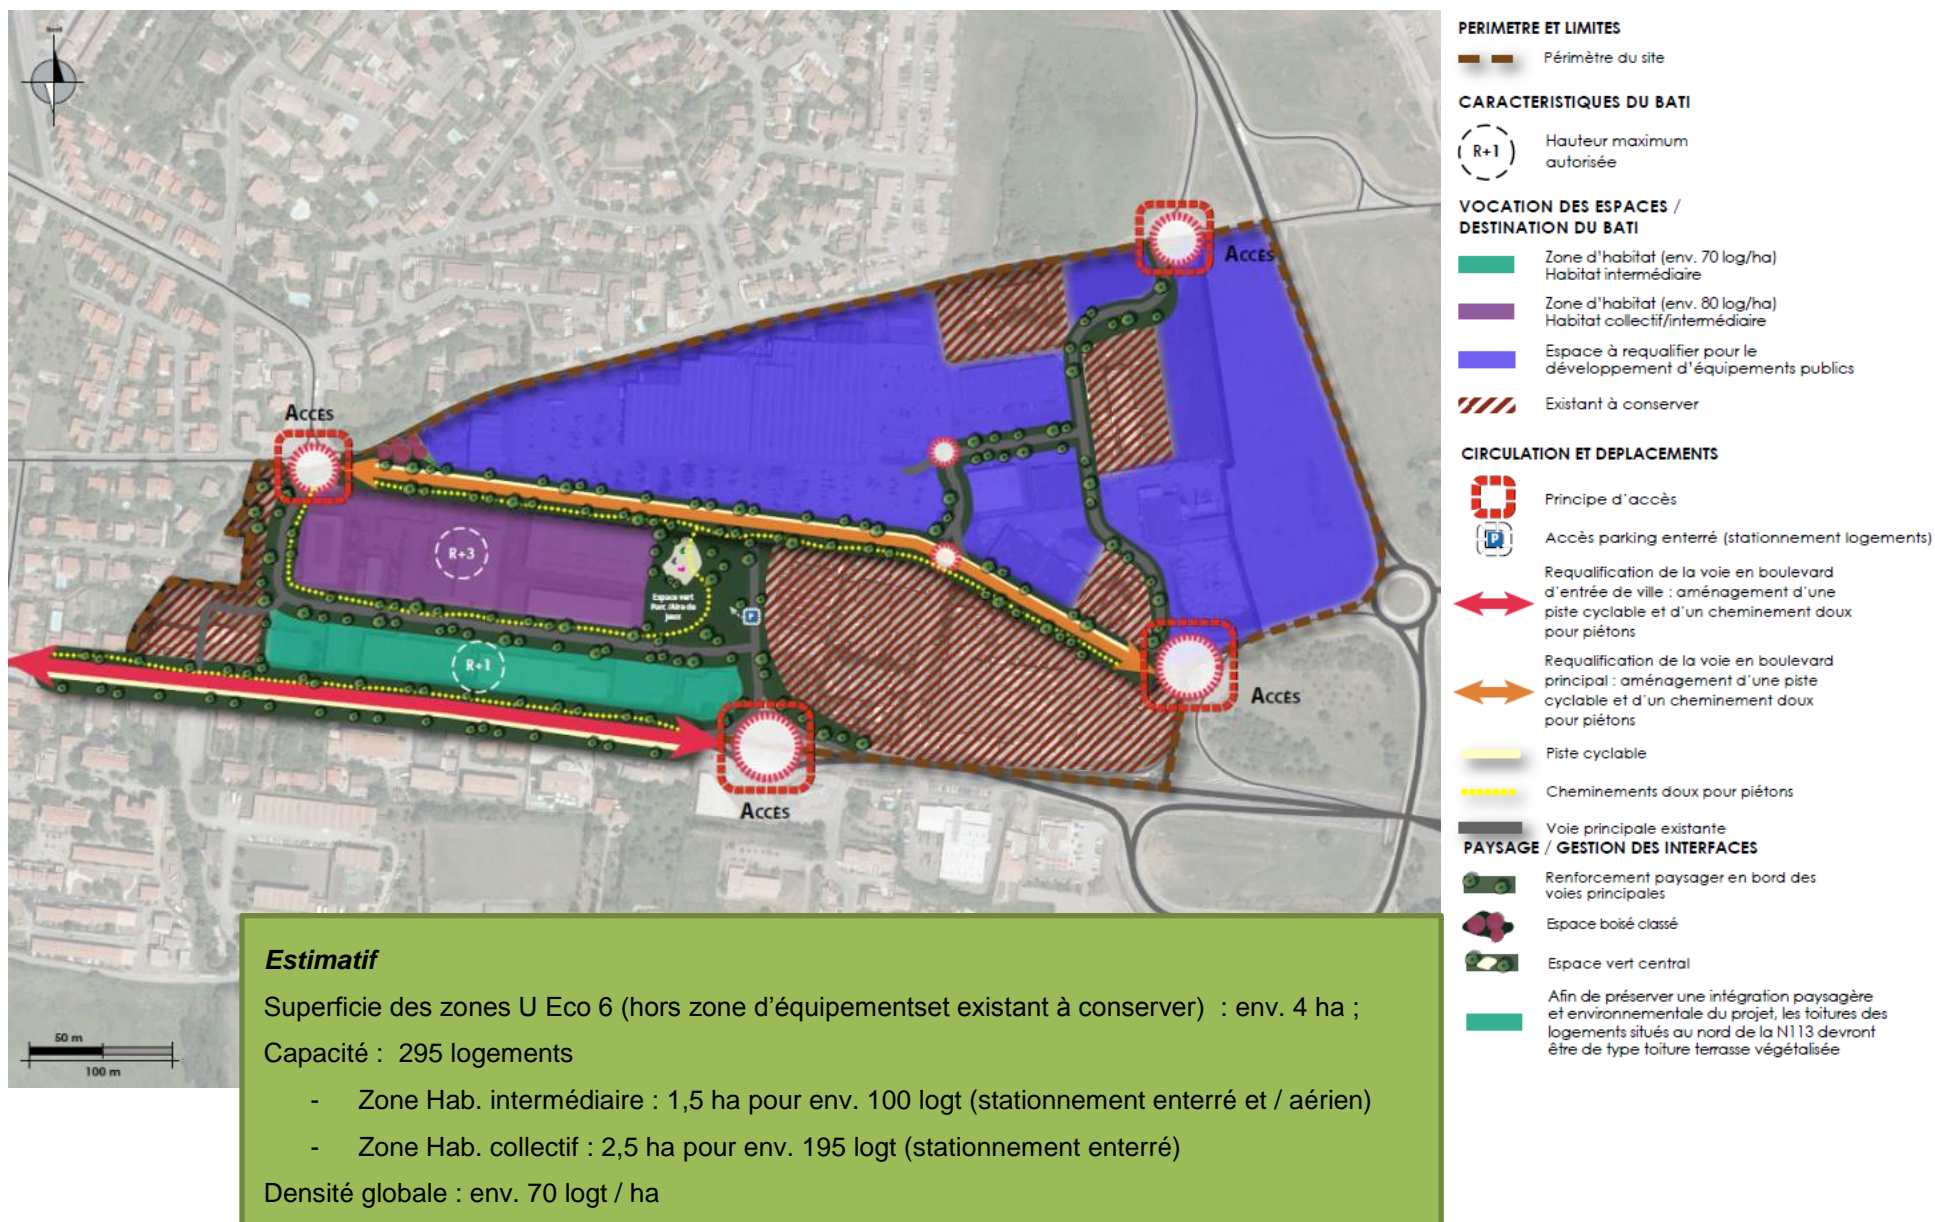 Nord
ACCÈS
ACCÈS
R+3
Espace vert
Parc /Aire de
jeux
P
R+1
ACCÈS
ACCÈS
50 m
100 m
PERIMETRE ET LIMITES
Périmètre du site
CARACTERISTIQUES DU BATI
R+1
Hauteur maximum
autorisée
VOCATION DES ESPACES /
DESTINATION DU BATI
Zone d'habitat (env. 70 log/ha)
Habitat intermédiaire
Zone d'habitat (env. 80 log/ha)
Habitat collectif/intermédiaire
Espace à requalifier pour le
développement d'équipements publics
Existant à conserver
CIRCULATION ET DEPLACEMENTS
Principe d'accès
P
Accès parking enterré (stationnement logements)
Requalification de la voie en boulevard
d'entrée de ville : aménagement d'une
piste cyclable et d'un cheminement doux
pour piétons
Requalification de la voie en boulevard
principal : aménagement d'une piste
cyclable et d'un cheminement doux
pour piétons
Piste cyclable
Cheminements doux pour piétons
Voie principale existante
PAYSAGE / GESTION DES INTERFACES
Renforcement paysager en bord des
voies principales
Espace boisé classé
Espace vert central
Afin de préserver une intégration paysagère
et environnementale du projet, les toitures des
logements situés au nord de la N113 devront
être de type toiture terrasse végétalisée
Estimatif
Superficie des zones U Eco 6 (hors zone d'équipementset existant à conserver)  : env. 4 ha ;
Capacité :  295 logements
- Zone Hab. intermédiaire : 1,5 ha pour env. 100 logt (stationnement enterré et / aérien)
- Zone Hab. collectif : 2,5 ha pour env. 195 logt (stationnement enterré)
Densité globale : env. 70 logt / ha